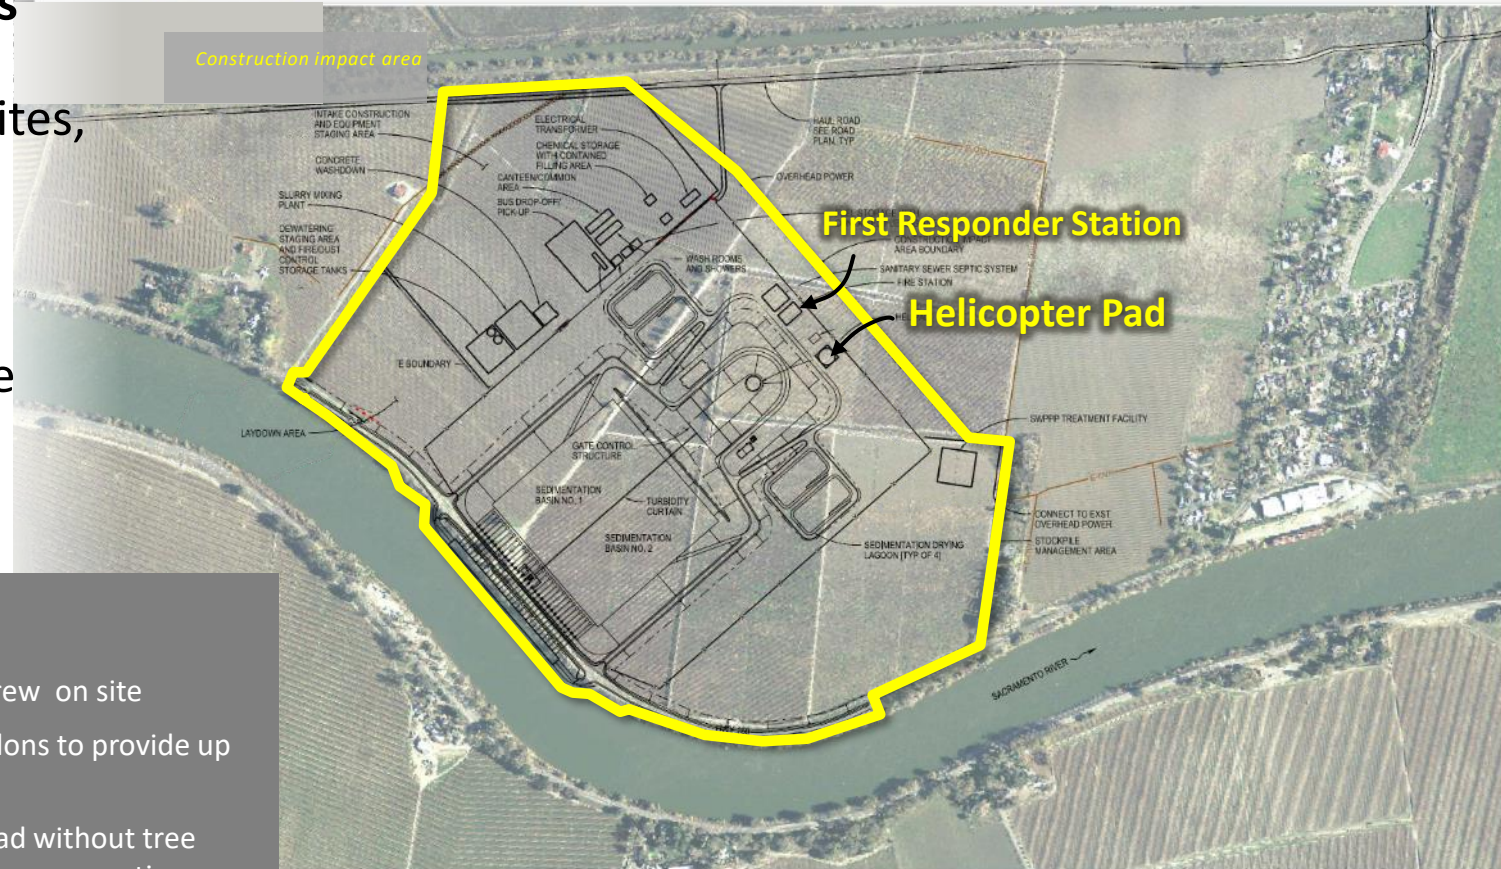 s
Construction impact area
ites,
INTAKE CONSTRUCTION
AND EQUIPMENT
STAGING AREA
ELECTRICAL
TRANSFORMER
HAUL ROAD
SEE ROAD
PLAN, TYP
CHEMICAL STORAGE
WITH CONTAINED
FILLING AREA
CONCRETE
WASHDOWN
CANTEEN/COMMON
AREA
OVERHEAD POWER
SLURRY MIXING
PLANT
BUS DROP-OFF/
PICK-UP
First Responder Station
DEWATERING
STAGING AREA
AND FIRE/DUST
CONTROL
STORAGE TANKS
AREA BOUNDARY
WASH ROOMS
AND SHOWERS
SANITARY SEWER SEPTIC SYSTEM
FIRE STATION
Helicopter Pad
E BOUNDARY
e
LAYDOWN AREA
SWPPP TREATMENT FACILITY
GATE CONTROL
STRUCTURE
SEDIMENTATION
BASIN NO. 1
TURBIDITY
CURTAIN
CONNECT TO EXST
OVERHEAD POWER
SEDIMENTATION
BASIN NO. 2
SEDIMENTATION DRYING
LAGOON (TYP OF 4)
STOCKPILE
MANAGEMENT AREA
SACRAMENTO RIVER
HWY 160
rew on site
lons to provide up
ad without tree